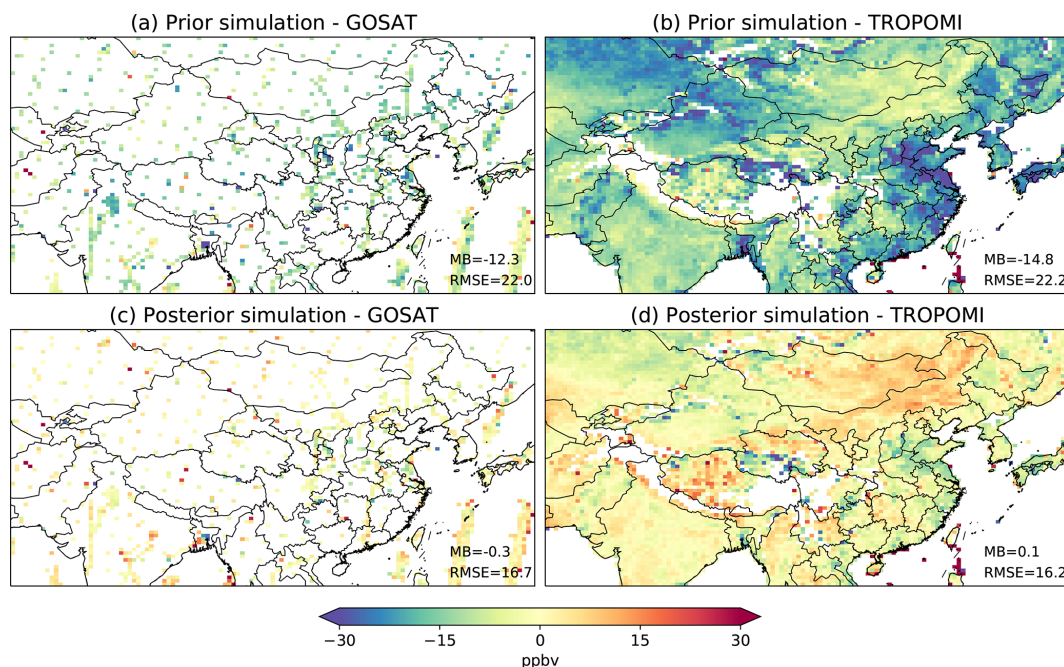 (a) Prior simulation - GOSAT
(b) Prior simulation - TROPOMI
MB=-12.3
RMSE=22.0
MB=-14.8
RMSE=22.2
(c) Posterior simulation - GOSAT
(d) Posterior simulation - TROPOMI
MB=-0.3
RMSE=16.7
MB=0.1
RMSE=16.2
−30 −15 0 15 30
ppbv